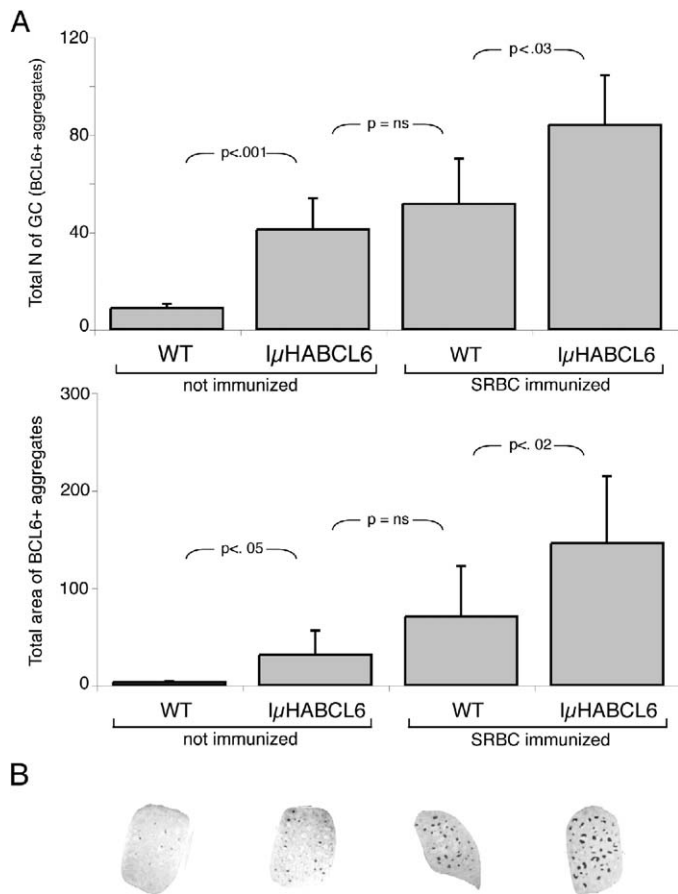 A
Total N of GC (BCL6+ aggregates)
120
80
40
0
p<.001
p = ns
p<.03
WT
IμHABCL6
WT
IμHABCL6
not immunized
SRBC immunized
Total area of BCL6+ aggregates
300
200
100
0
p<. 05
p = ns
p<. 02
WT
IμHABCL6
WT
IμHABCL6
not immunized
SRBC immunized
B